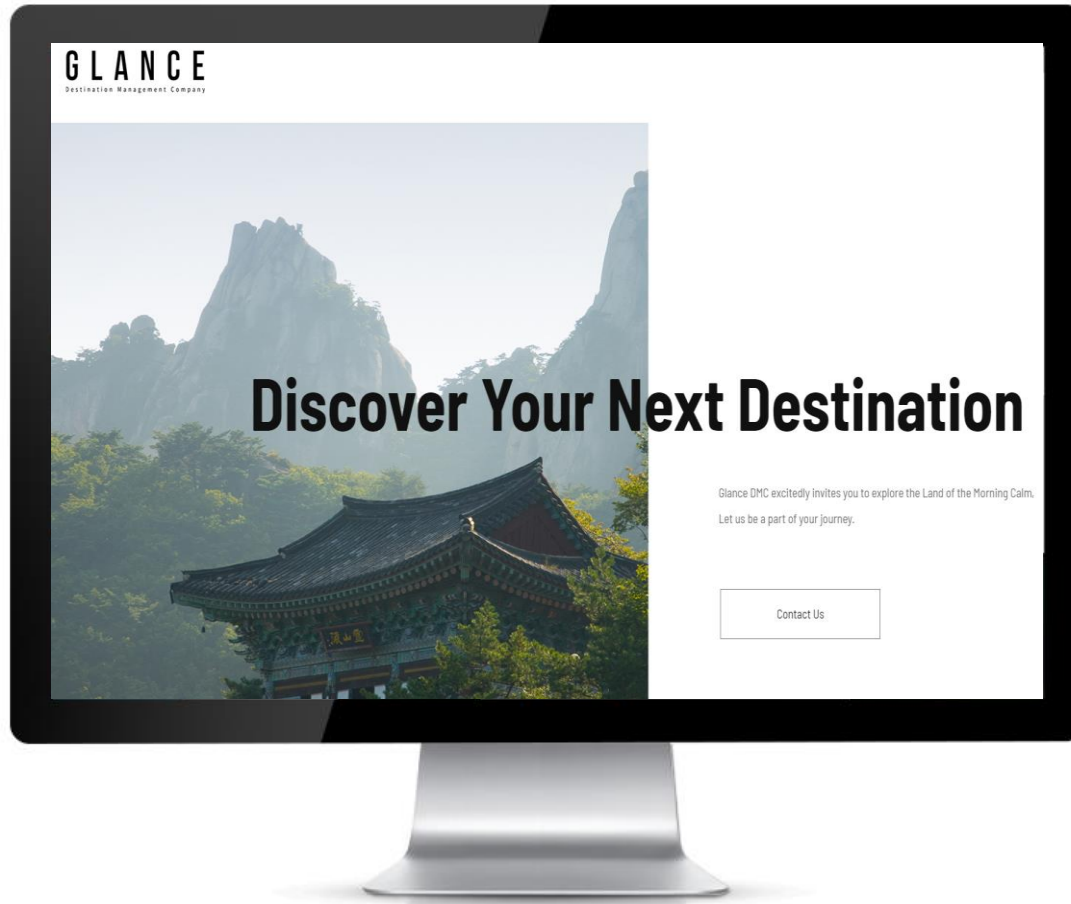 GLANCE
Destination Management Company
Discover Your Next Destination
Glance DMC excitedly invites you to explore the Land of the Morning Calm.
Let us be a part of your journey.
Contact Us